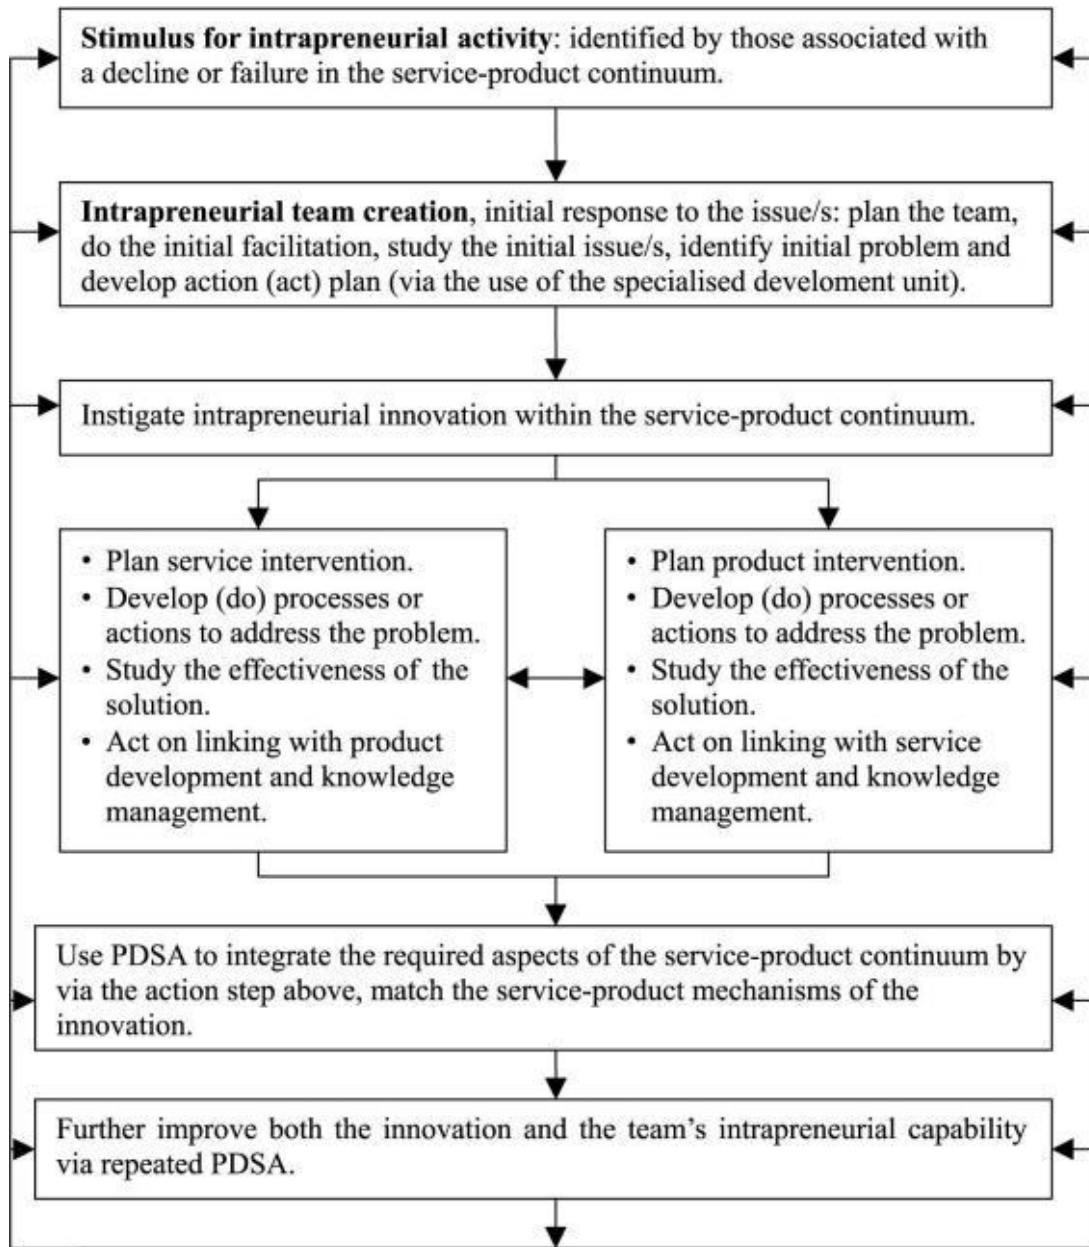 Stimulus for intrapreneurial activity: identified by those associated with
a decline or failure in the service-product continuum.
Intrapreneurial team creation, initial response to the issue/s: plan the team,
do the initial facilitation, study the initial issue/s, identify initial problem and
develop action (act) plan (via the use of the specialised develoment unit).
Instigate intrapreneurial innovation within the service-product continuum.
• Plan service intervention.
• Develop (do) processes or
actions to address the problem.
• Study the effectiveness of the
solution.
• Act on linking with product
development and knowledge
management.
• Plan product intervention.
• Develop (do) processes or
actions to address the problem.
• Study the effectiveness of the
solution.
• Act on linking with service
development and knowledge
management.
Use PDSA to integrate the required aspects of the service-product continuum by
via the action step above, match the service-product mechanisms of the
innovation.
Further improve both the innovation and the team's intrapreneurial capability
via repeated PDSA.